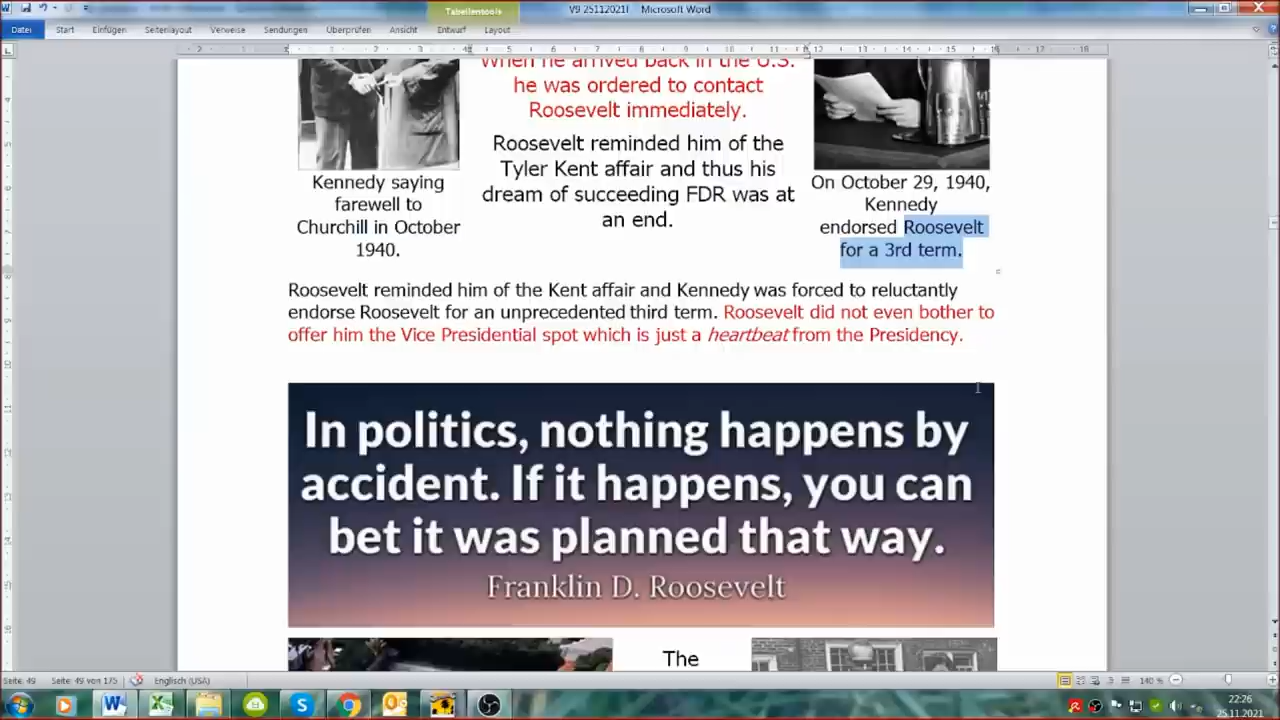 Tabellentools
V9 25112021! - Microsoft Word
Datei Start Einfügen Seitenlayout Verweise Sendungen Überprüfen Ansicht Entwurf Layout
When he arrived back in the U.S.
he was ordered to contact
Roosevelt immediately.
Roosevelt reminded him of the
Tyler Kent affair and thus his
dream of succeeding FDR was at
an end.
Kennedy saying
farewell to
Churchill in October
1940.
On October 29, 1940,
Kennedy
endorsed Roosevelt
for a 3rd term.
Roosevelt reminded him of the Kent affair and Kennedy was forced to reluctantly
endorse Roosevelt for an unprecedented third term. Roosevelt did not even bother to
offer him the Vice Presidential spot which is just a heartbeat from the Presidency.
In politics, nothing happens by
accident. If it happens, you can
bet it was planned that way.
Franklin D. Roosevelt
The
Seite: 49 Seite: 49 von 175 Englisch (USA) 140 %
22:26
25.11.2021